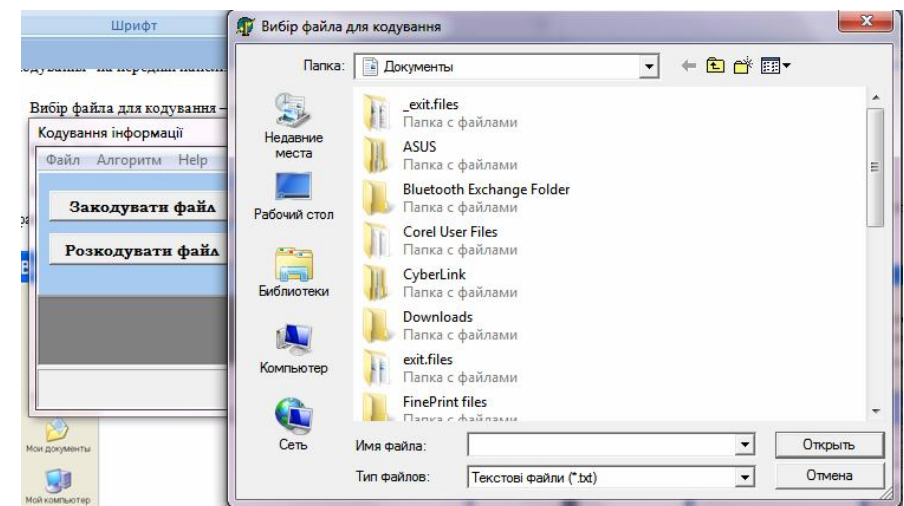 Шрифт
Вибір файла для кодування –
Кодування інформації
Файл Алгоритм Help
Закодувати файл
Розкодувати файл
Мои документы
Мой компьютер
Вибір файла для кодування
Папка: Документы
Недавние места
Рабочий стол
Библиотеки
Компьютер
Сеть
_exit.files
Папка с файлами
ASUS
Папка с файлами
Bluetooth Exchange Folder
Папка с файлами
Corel User Files
Папка с файлами
CyberLink
Папка с файлами
Downloads
Папка с файлами
exit.files
Папка с файлами
FinePrint files
Папка с файлами
Имя файла:
Открыть
Тип файлов: Текстові файли (*.txt)
Отмена